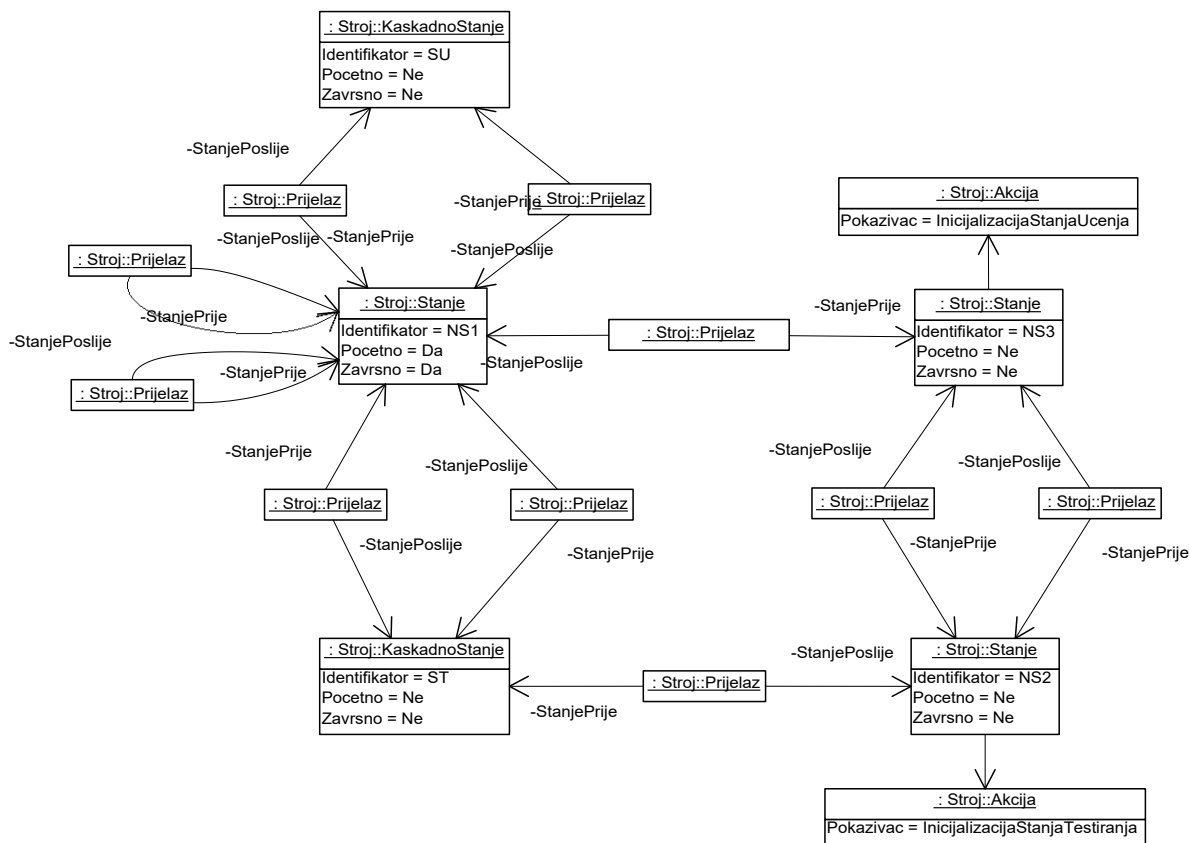 : Stroj::KaskadnoStanje
Identifikator = SU
Pocetno = Ne
Zavrsno = Ne
-StanjePoslije
: Stroj::Prijelaz
-StanjePrije
: Stroj::Prijelaz
-StanjePoslije
-StanjePrije
-StanjePoslije
: Stroj::Akcija
Pokazivac = InicijalizacijaStanjaUcenja
: Stroj::Prijelaz
-StanjePrije
-StanjePoslije
: Stroj::Stanje
Identifikator = NS1
Pocetno = Da
Zavrsno = Da
-StanjePoslije
: Stroj::Prijelaz
-StanjePrije
: Stroj::Stanje
Identifikator = NS3
Pocetno = Ne
Zavrsno = Ne
-StanjePrije
: Stroj::Prijelaz
-StanjePrije
-StanjePoslije
-StanjePrije
-StanjePoslije
: Stroj::Prijelaz
: Stroj::Prijelaz
: Stroj::Prijelaz
: Stroj::Prijelaz
-StanjePoslije
-StanjePrije
-StanjePrije
-StanjePrije
: Stroj::KaskadnoStanje
Identifikator = ST
Pocetno = Ne
Zavrsno = Ne
-StanjePrije
: Stroj::Prijelaz
-StanjePoslije
: Stroj::Stanje
Identifikator = NS2
Pocetno = Ne
Zavrsno = Ne
: Stroj::Akcija
Pokazivac = InicijalizacijaStanjaTestiranja